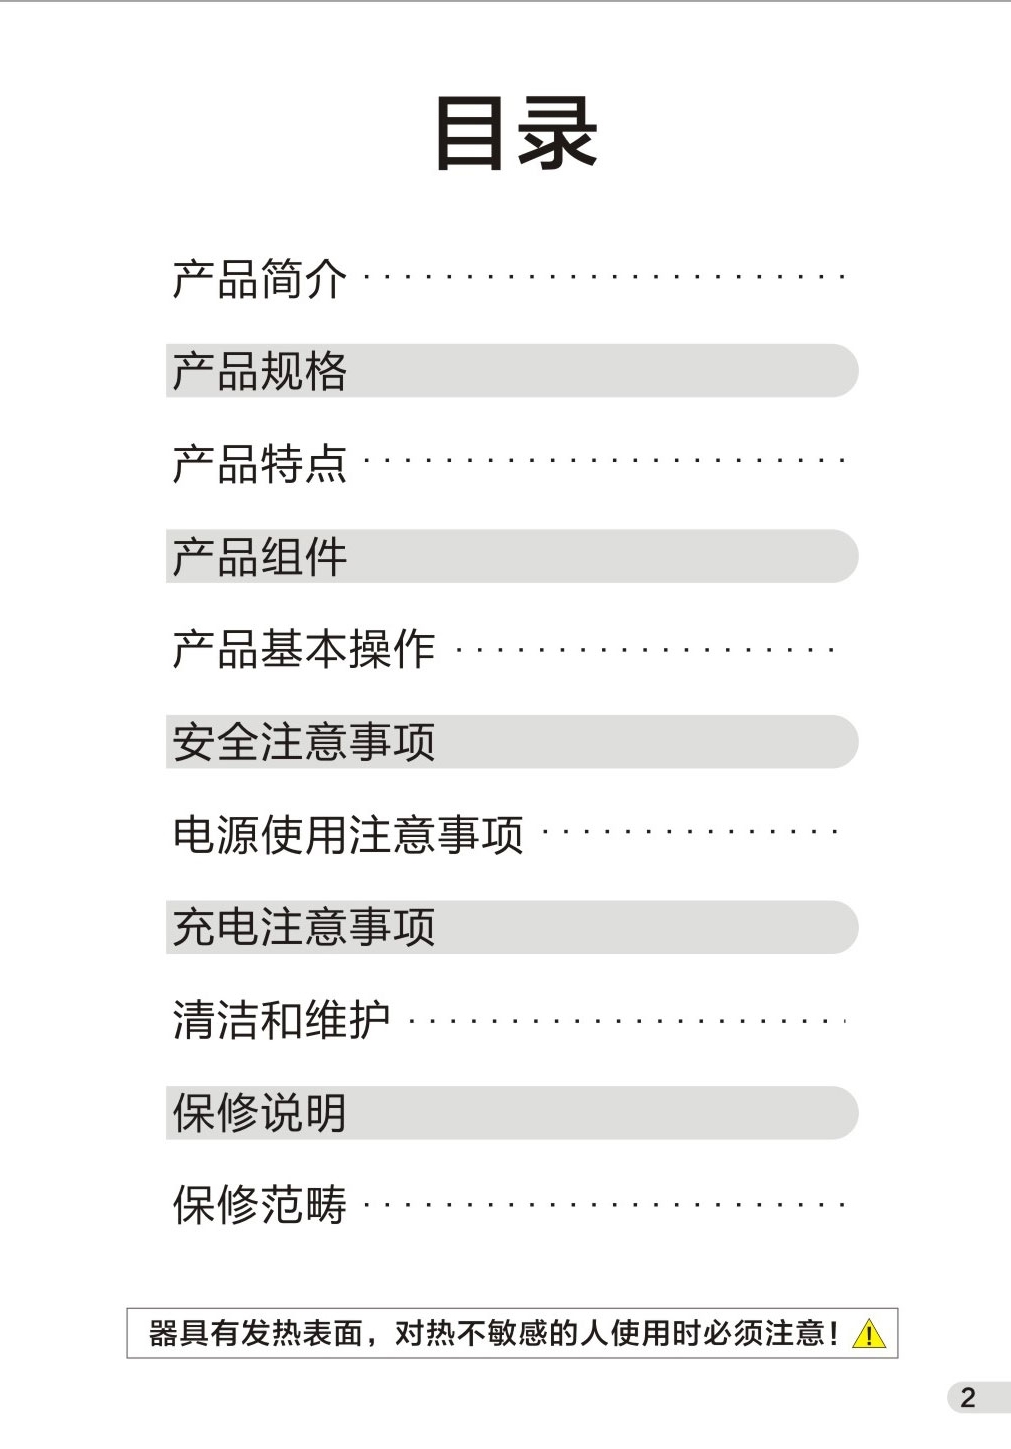 目录
产品简介 · · · · · · · · · · · · · · · · · · · · · · · ·
产品规格
产品特点 · · · · · · · · · · · · · · · · · · · · · · · ·
产品组件
产品基本操作 · · · · · · · · · · · · · · · · · · ·
安全注意事项
电源使用注意事项 · · · · · · · · · · · · · · ·
充电注意事项
清洁和维护 · · · · · · · · · · · · · · · · · · · · · ·
保修说明
保修范畴 · · · · · · · · · · · · · · · · · · · · · · · ·
器具有发热表面，对热不敏感的人使用时必须注意！
2